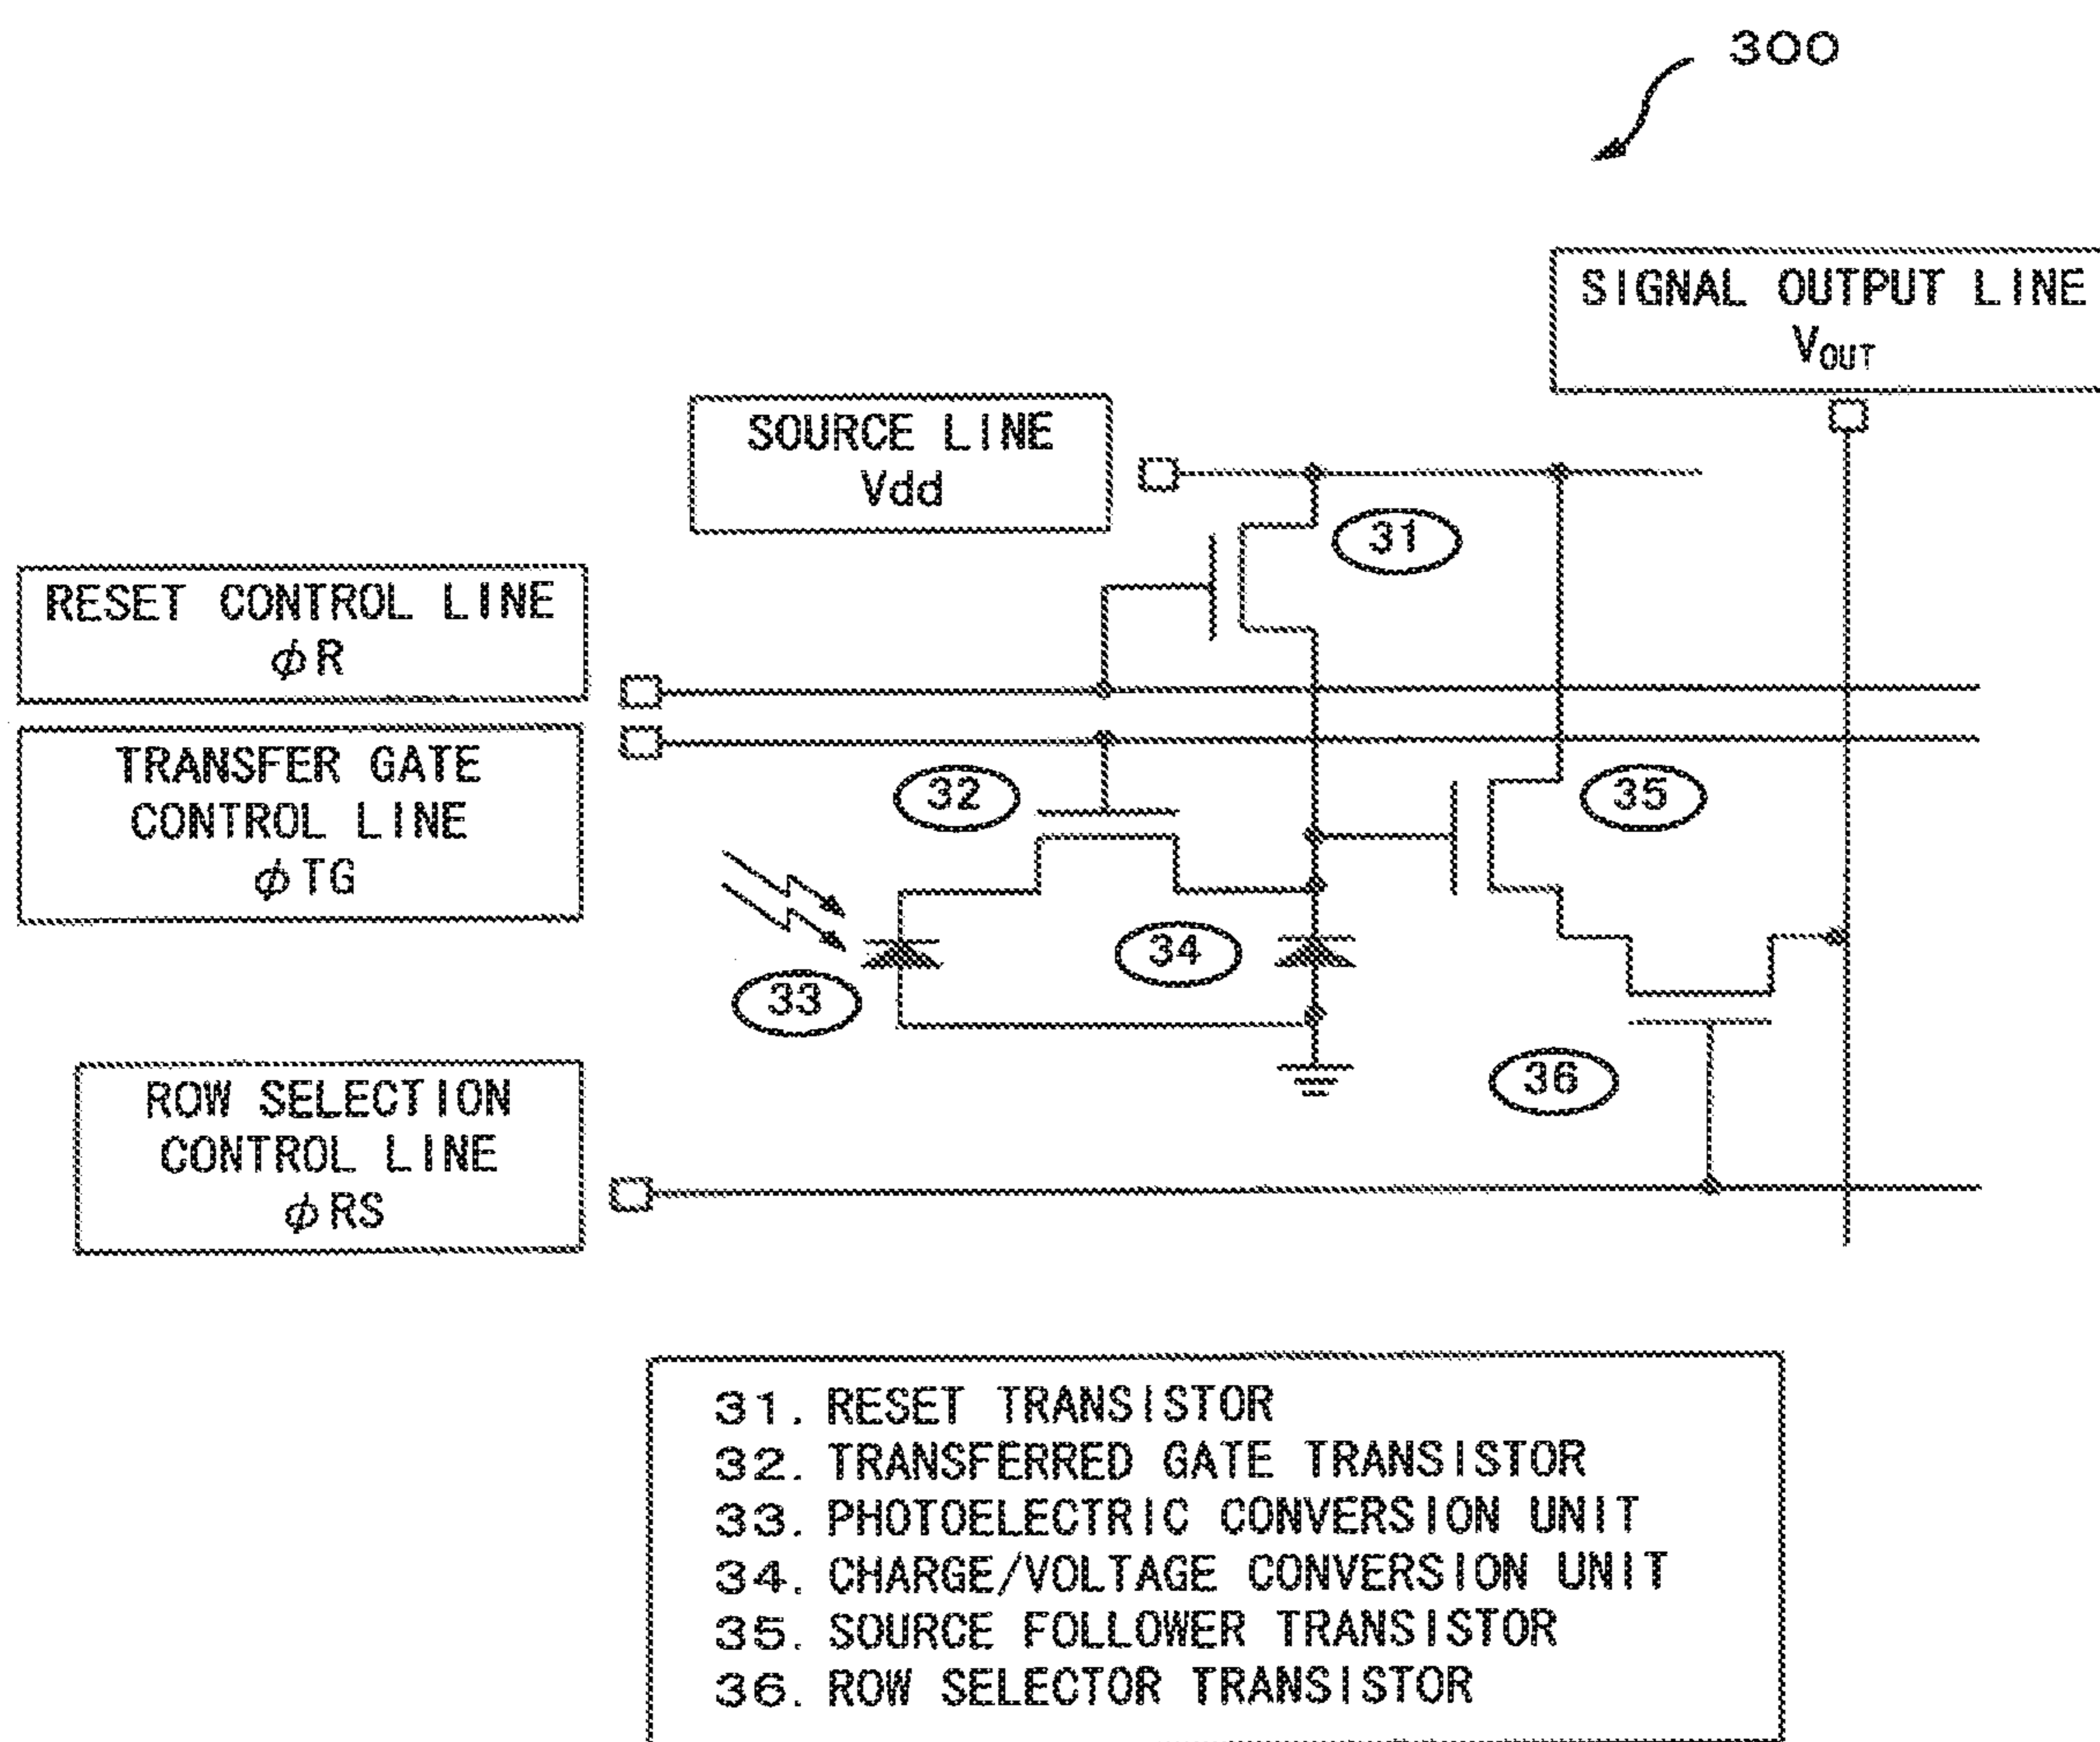 300
SIGNAL OUTPUT LINE
VOUT
SOURCE LINE
Vdd
RESET CONTROL LINE
φR
TRANSFER GATE
CONTROL LINE
φTG
ROW SELECTION
CONTROL LINE
φRS
31
32
33
34
35
36
31. RESET TRANSISTOR
32. TRANSFERRED GATE TRANSISTOR
33. PHOTOELECTRIC CONVERSION UNIT
34. CHARGE/VOLTAGE CONVERSION UNIT
35. SOURCE FOLLOWER TRANSISTOR
36. ROW SELECTOR TRANSISTOR